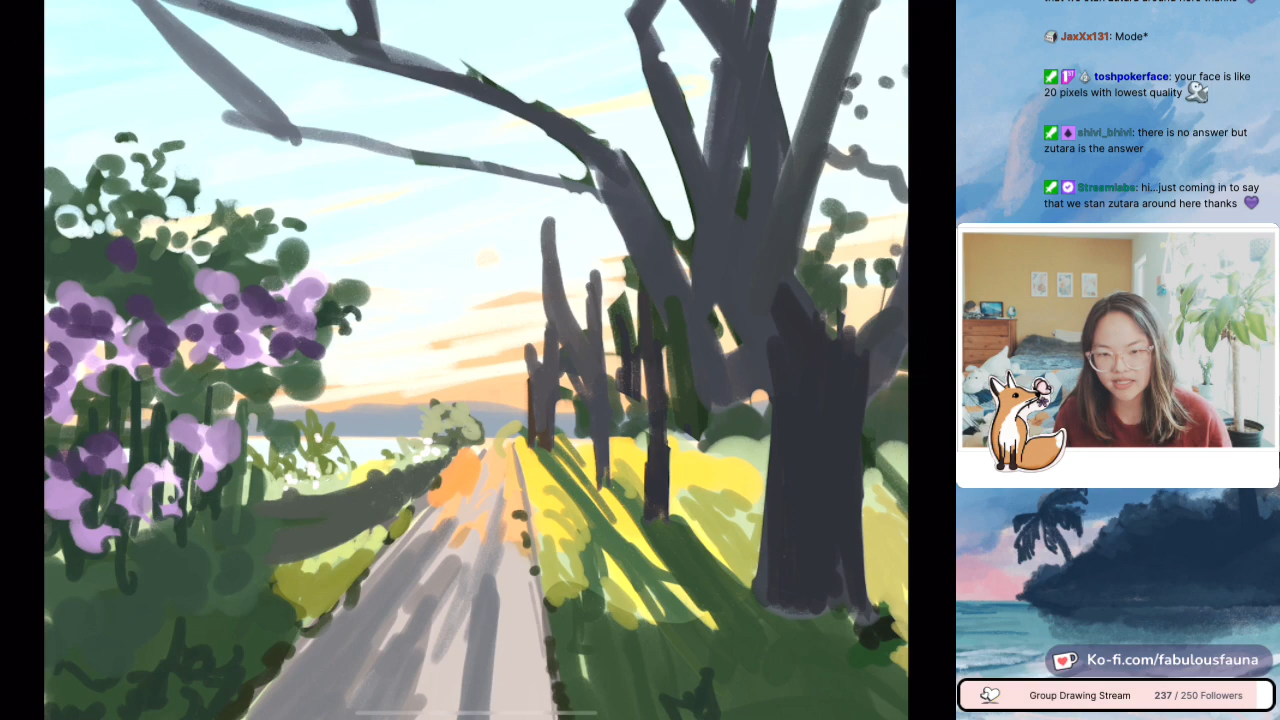 that we stan zutara around here thanks
JaxXx131: Mode*
toshpokerface: your face is like
20 pixels with lowest quality
shivi_bhivi: there is no answer but
zutara is the answer
Streamlabs: hi...just coming in to say
that we stan zutara around here thanks
Ko-fi.com/fabulousfauna
Group Drawing Stream 237 / 250 Followers